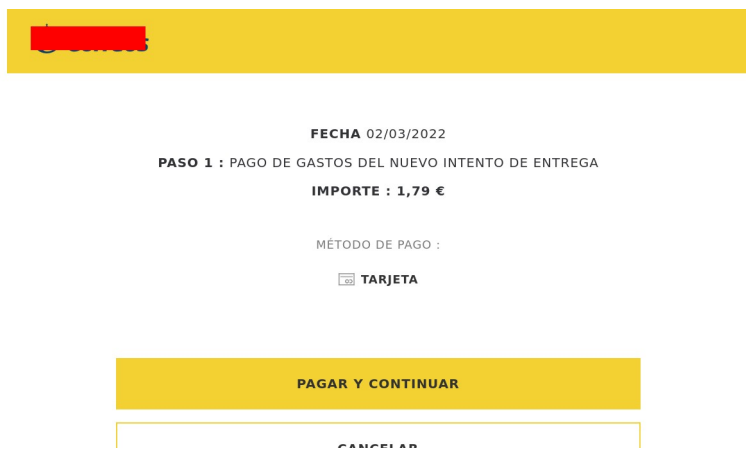 FECHA 02/03/2022
PASO 1 : PAGO DE GASTOS DEL NUEVO INTENTO DE ENTREGA
IMPORTE : 1,79 €
MÉTODO DE PAGO :
TARJETA
PAGAR Y CONTINUAR
CANCELAR